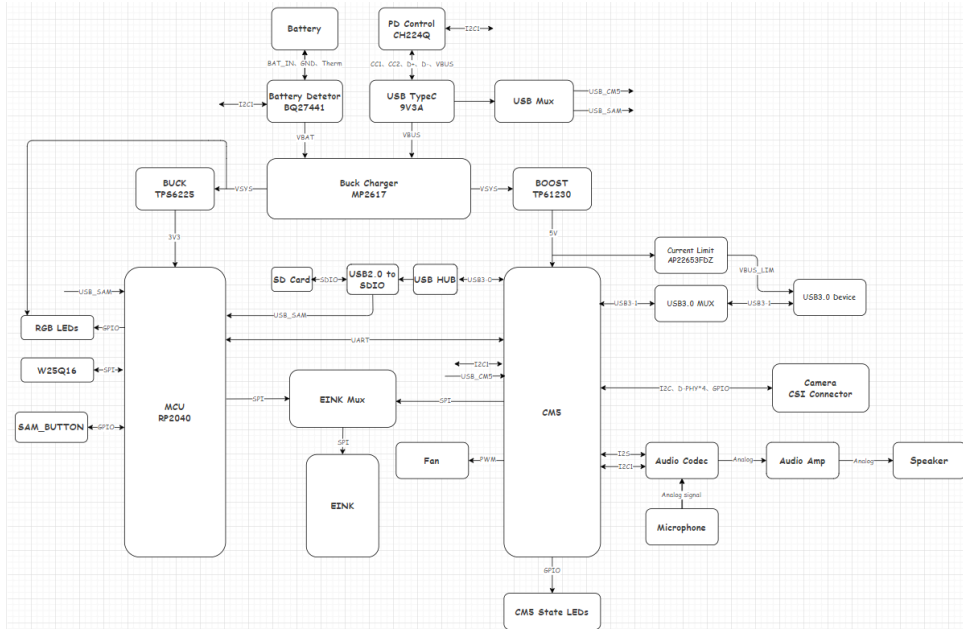 Battery
PD Control
CH224Q
I2C1
BAT_IN、GND、Therm
CC1、CC2、D+、D-、VBUS
Battery Detetor
BQ27441
I2C1
USB TypeC
9V3A
USB Mux
USB_CM5
USB_SAM
VBAT
VBUS
BUCK
TPS6225
VSYS
Buck Charger
MP2617
VSYS
BOOST
TP61230
3V3
5V
Current Limit
AP22653FDZ
VBUS_LIM
SD Card
SDIO
USB2.0 to
SDIO
USB HUB
USB3-0
USB_SAM
USB3-1
USB3.0 MUX
USB3-1
USB3.0 Device
USB_SAM
RGB LEDs
GPIO
UART
W25Q16
SPI
I2C1
USB_CM5
MCU
RP2040
SPI
EINK Mux
SPI
CM5
I2C、D-PHY*4、GPIO
Camera
CSI Connector
SAM_BUTTON
GPIO
SPI
EINK
Fan
PWM
I2S
I2C1
Audio Codec
Analog
Audio Amp
Analog
Speaker
Analog signal
Microphone
GPIO
CM5 State LEDs